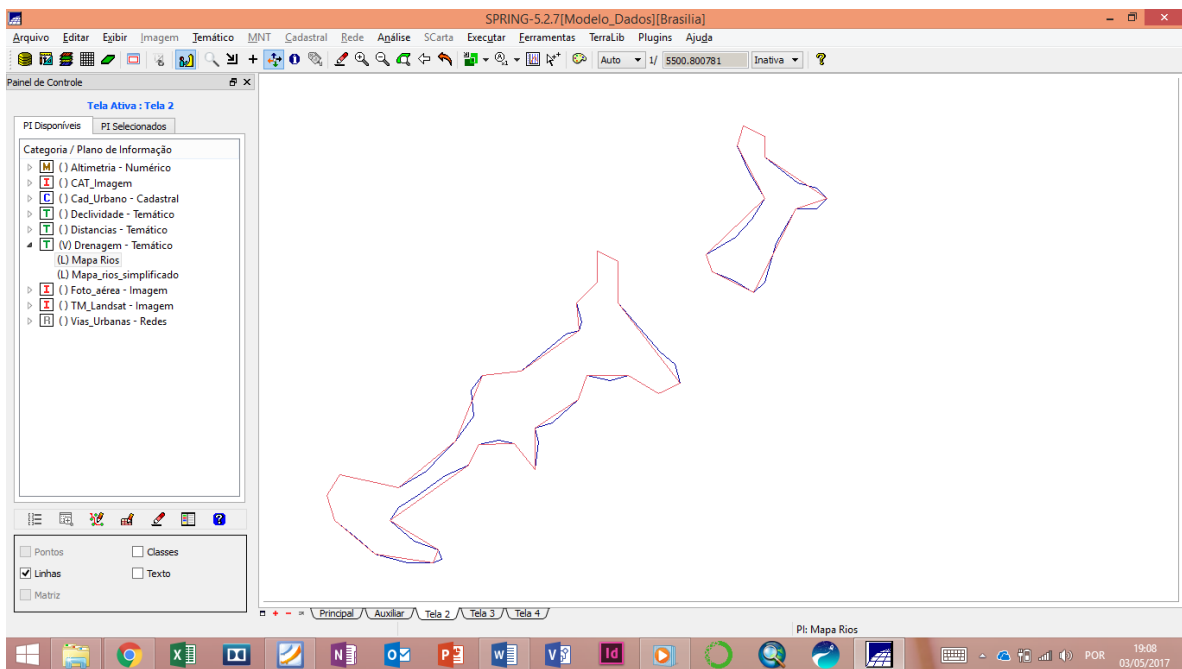 SPRING-5.2.7[Modelo_Dados][Brasilia]
Arquivo Editar Exibir Imagem Temático MNT Cadastral Rede Análise SCarta Executar Ferramentas TerraLib Plugins Ajuda
Auto 1/ 5500.800781 Inativa
Painel de Controle
Tela Ativa : Tela 2
PI Disponíveis PI Selecionados
Categoria / Plano de Informação
M () Altimetria - Numérico
I () CAT_Imagem
C () Cad_Urbano - Cadastral
T () Declividade - Temático
T () Distancias - Temático
T (V) Drenagem - Temático
(L) Mapa Rios
(L) Mapa_rios_simplificado
I () Foto_aérea - Imagem
I () TM_Landsat - Imagem
R () Vias_Urbanas - Redes
Pontos Classes
Linhas Texto
Matriz
Principal Auxiliar Tela 2 Tela 3 Tela 4
PI: Mapa Rios
POR 19:08
03/05/2017